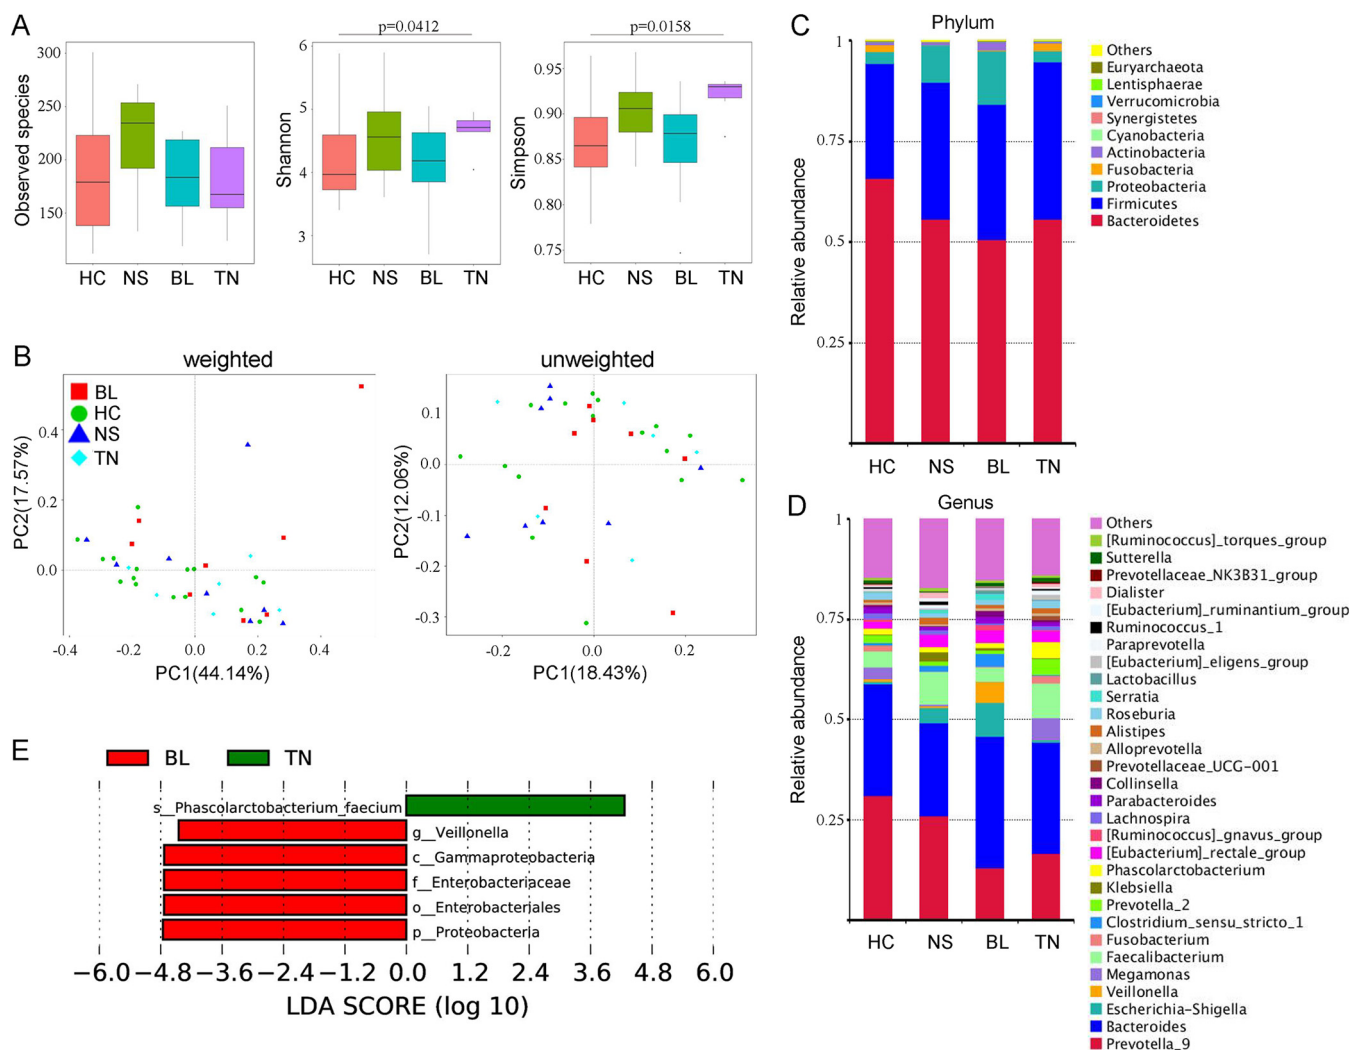 A
p=0.0412
p=0.0158
Observed species
300
250
200
150
HC NS BL TN
Shannon
6
5
4
3
HC NS BL TN
Simpson
0.95
0.90
0.85
0.80
0.75
HC NS BL TN
B
weighted
BL
HC
NS
TN
PC2(17.57%)
0.4
0.2
0.0
-0.4 -0.2 0.0 0.2 0.4
PC1(44.14%)
unweighted
PC2(12.06%)
0.1
0.0
-0.1
-0.2
-0.3
-0.2 0.0 0.2
PC1(18.43%)
C
Phylum
Relative abundance
1
0.75
0.5
0.25
HC NS BL TN
Others
Euryarchaeota
Lentisphaerae
Verrucomicrobia
Synergistetes
Cyanobacteria
Actinobacteria
Fusobacteria
Proteobacteria
Firmicutes
Bacteroidetes
D
Genus
Relative abundance
1
0.75
0.5
0.25
HC NS BL TN
Others
[Ruminococcus]_torques_group
Sutterella
Prevotellaceae_NK3B31_group
Dialister
[Eubacterium]_ruminantium_group
Ruminococcus_1
Paraprevotella
[Eubacterium]_eligens_group
Lactobacillus
Serratia
Roseburia
Alistipes
Alloprevotella
Prevotellaceae_UCG-001
Collinsella
Parabacteroides
Lachnospira
[Ruminococcus]_gnavus_group
[Eubacterium]_rectale_group
Phascolarctobacterium
Klebsiella
Prevotella_2
Clostridium_sensu_stricto_1
Fusobacterium
Faecalibacterium
Megamonas
Veillonella
Escherichia-Shigella
Bacteroides
Prevotella_9
E
BL TN
s__Phascolarctobacterium_faecium
g__Veillonella
c__Gammaproteobacteria
f__Enterobacteriaceae
o__Enterobacteriales
p__Proteobacteria
−6.0 −4.8 −3.6 −2.4 −1.2 0.0 1.2 2.4 3.6 4.8 6.0
LDA SCORE (log 10)